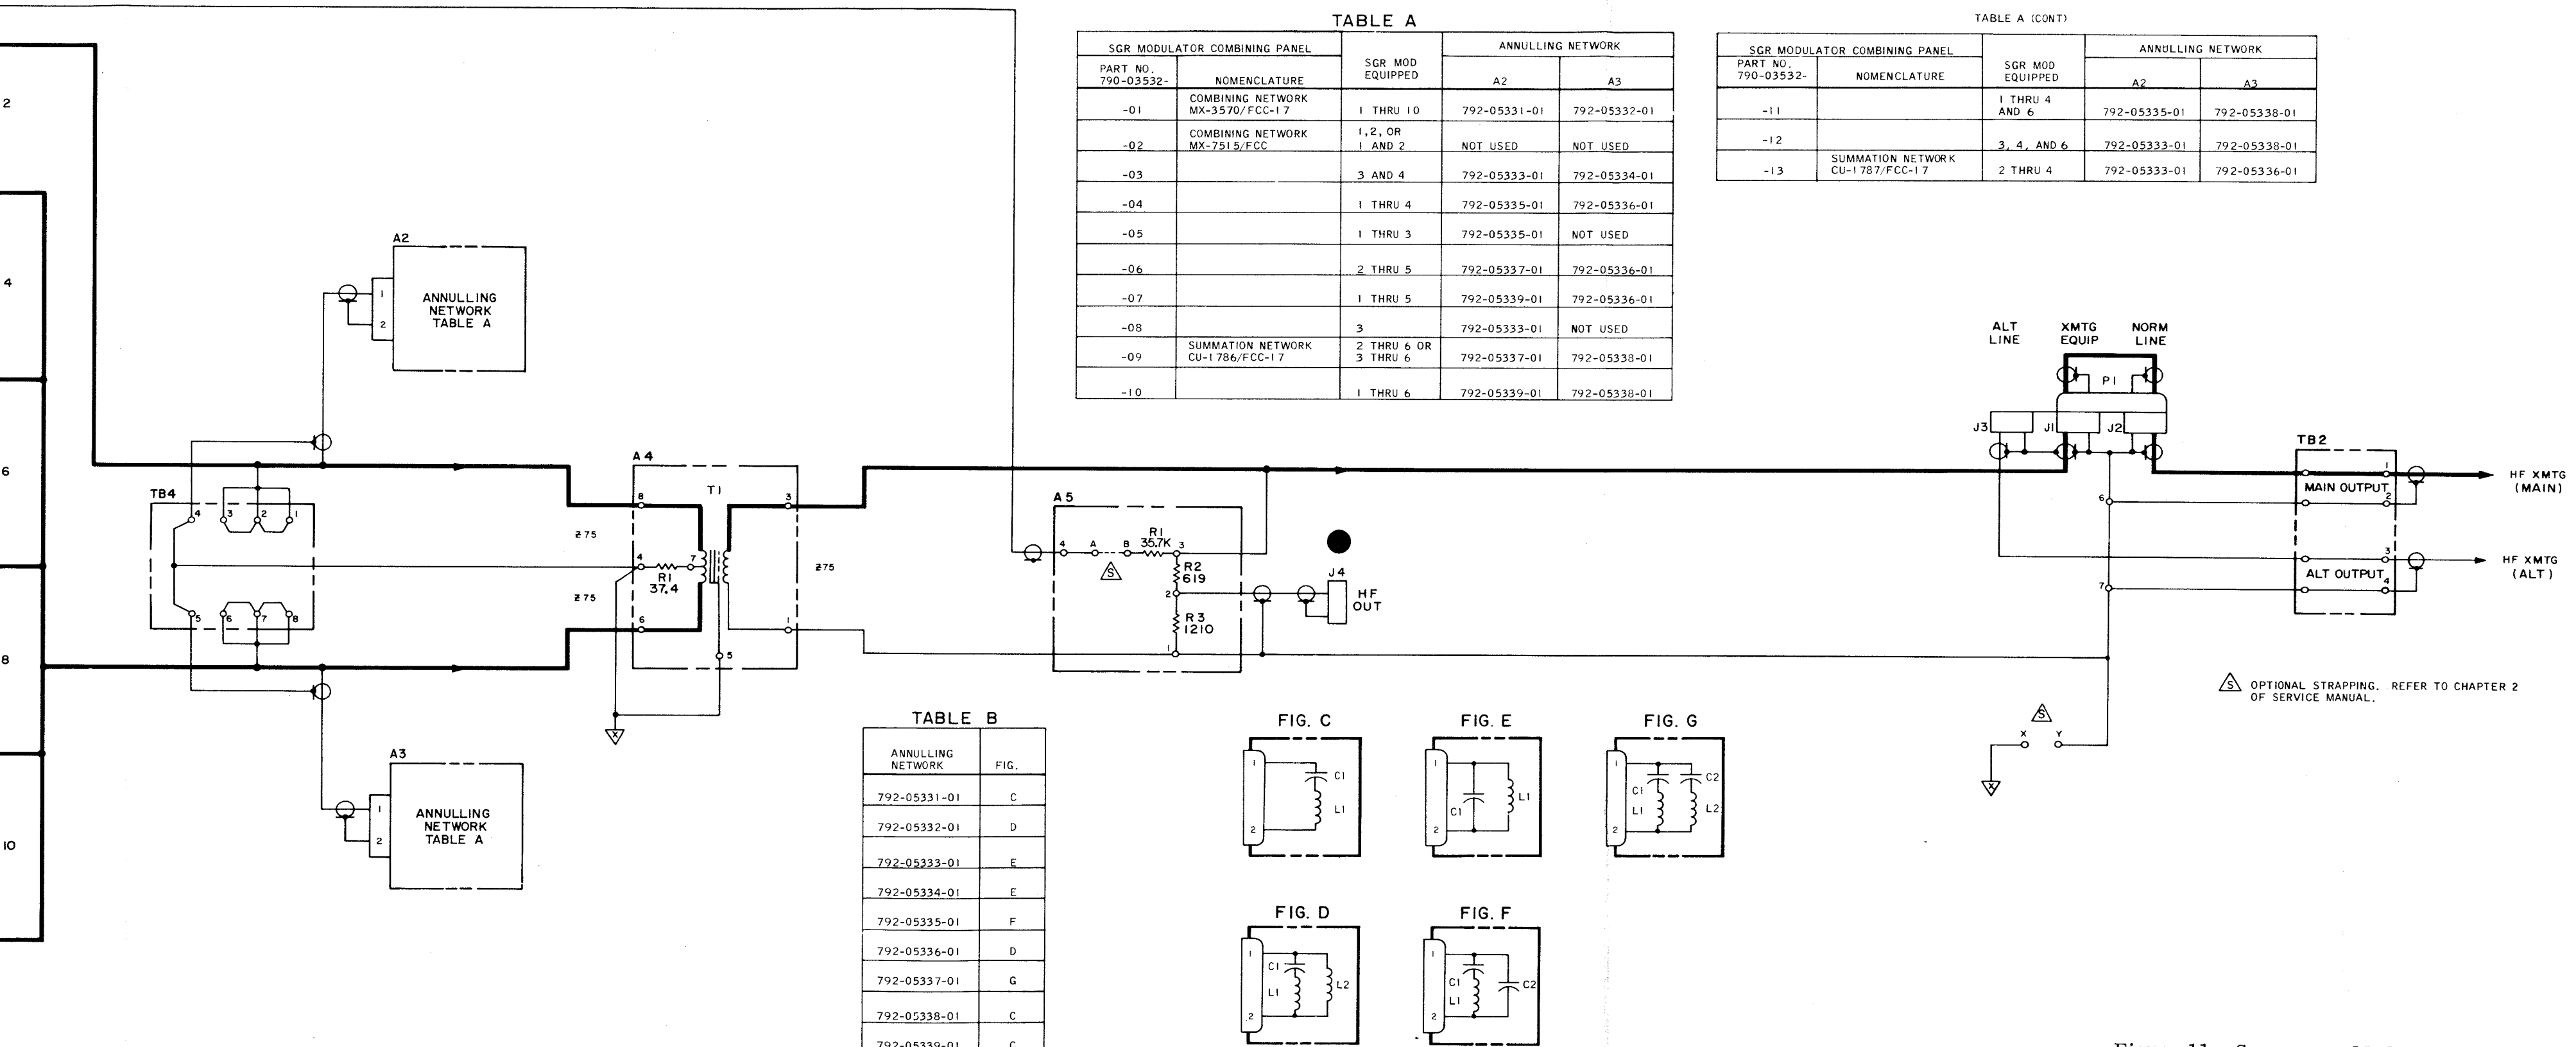 TABLE A
SGR MODULATOR COMBINING PANEL
SGR MOD EQUIPPED
ANNULLING NETWORK
PART NO. 790-03532-
NOMENCLATURE
A2
A3
-01 COMBINING NETWORK MX-3570/FCC-17 1 THRU 10 792-05331-01 792-05332-01
-02 COMBINING NETWORK MX-7515/FCC 1,2, OR 1 AND 2 NOT USED NOT USED
-03 3 AND 4 792-05333-01 792-05334-01
-04 1 THRU 4 792-05335-01 792-05336-01
-05 1 THRU 3 792-05335-01 NOT USED
-06 2 THRU 5 792-05337-01 792-05336-01
-07 1 THRU 5 792-05339-01 792-05336-01
-08 3 792-05333-01 NOT USED
-09 SUMMATION NETWORK CU-1786/FCC-17 2 THRU 6 OR 3 THRU 6 792-05337-01 792-05338-01
-10 1 THRU 6 792-05339-01 792-05338-01
TABLE A (CONT)
SGR MODULATOR COMBINING PANEL
SGR MOD EQUIPPED
ANNULLING NETWORK
PART NO. 790-03532-
NOMENCLATURE
A2
A3
-11 1 THRU 4 AND 6 792-05335-01 792-05338-01
-12 3, 4, AND 6 792-05333-01 792-05338-01
-13 SUMMATION NETWORK CU-1787/FCC-17 2 THRU 4 792-05333-01 792-05336-01
2
4
6
8
10
A2
1
2
ANNULLING
NETWORK
TABLE A
TB4
4 3 2 1
5 6 7 8
A3
1
2
ANNULLING
NETWORK
TABLE A
A4
T1
8
3
Z75
4
7
R1
37.4
Z75
Z75
6
1
5
X
A5
4 A B
R1
35.7K
3
S
R2
619
2
R3
1210
1
J4
HF
OUT
ALT
LINE
XMTG
EQUIP
NORM
LINE
P1
J3
J1
J2
6
7
TB2
1
MAIN OUTPUT
2
3
ALT OUTPUT
4
HF XMTG
(MAIN)
HF XMTG
(ALT)
S
X Y
X
S OPTIONAL STRAPPING. REFER TO CHAPTER 2
OF SERVICE MANUAL.
TABLE B
ANNULLING NETWORK FIG.
792-05331-01 C
792-05332-01 D
792-05333-01 E
792-05334-01 E
792-05335-01 F
792-05336-01 D
792-05337-01 G
792-05338-01 C
792-05339-01 C
FIG. C
1
C1
L1
2
FIG. E
1
C1
L1
2
FIG. G
1
C1
C2
L1
L2
2
FIG. D
1
C1
L1
L2
2
FIG. F
1
C1
L1
C2
2